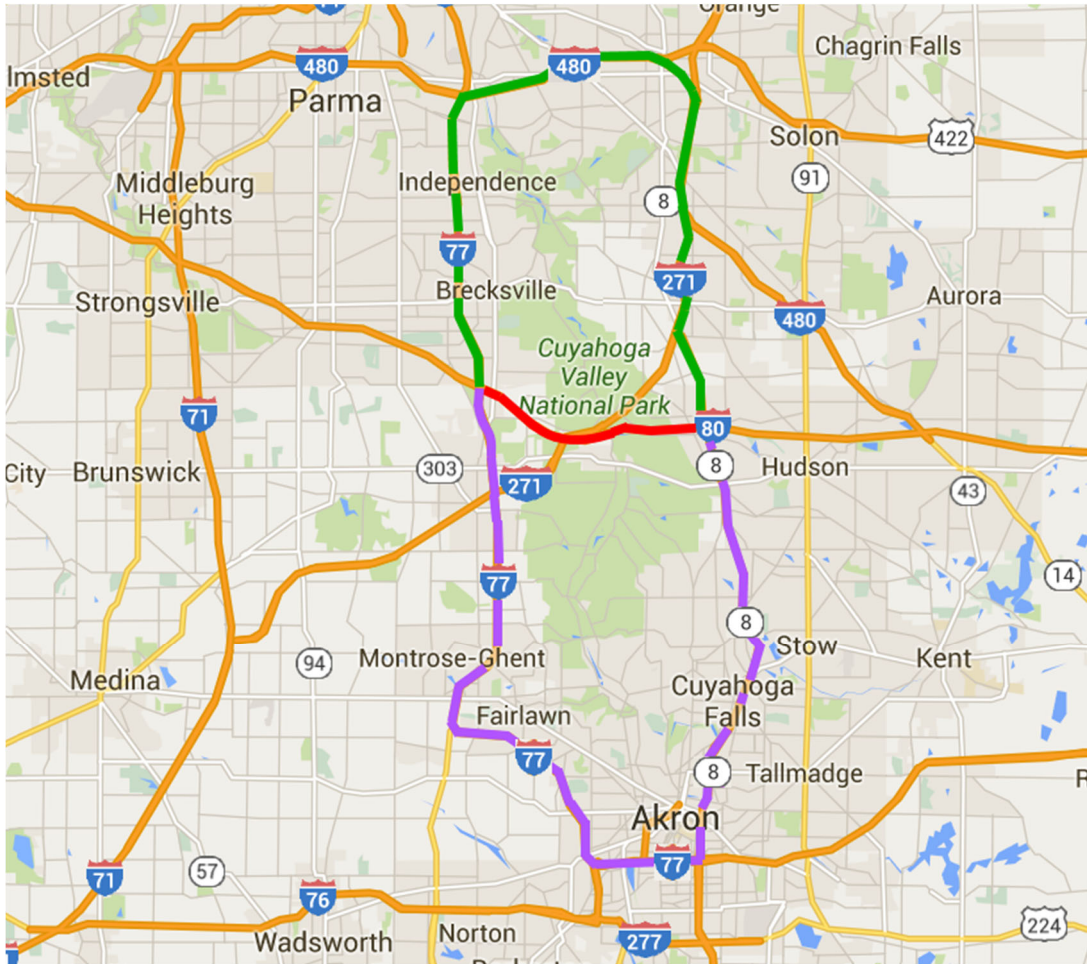 Orange
Chagrin Falls
480
480
lmsted
Parma
Solon
422
91
Middleburg
Heights
Independence
8
77
271
Brecksville
Strongsville
Aurora
480
Cuyahoga
Valley
National Park
71
80
303
8
Hudson
City
Brunswick
271
43
77
14
8
Stow
94
Montrose-Ghent
Kent
Medina
Cuyahoga
Falls
Fairlawn
77
8
Tallmadge
R
Akron
77
57
71
76
224
Wadsworth
Norton
277